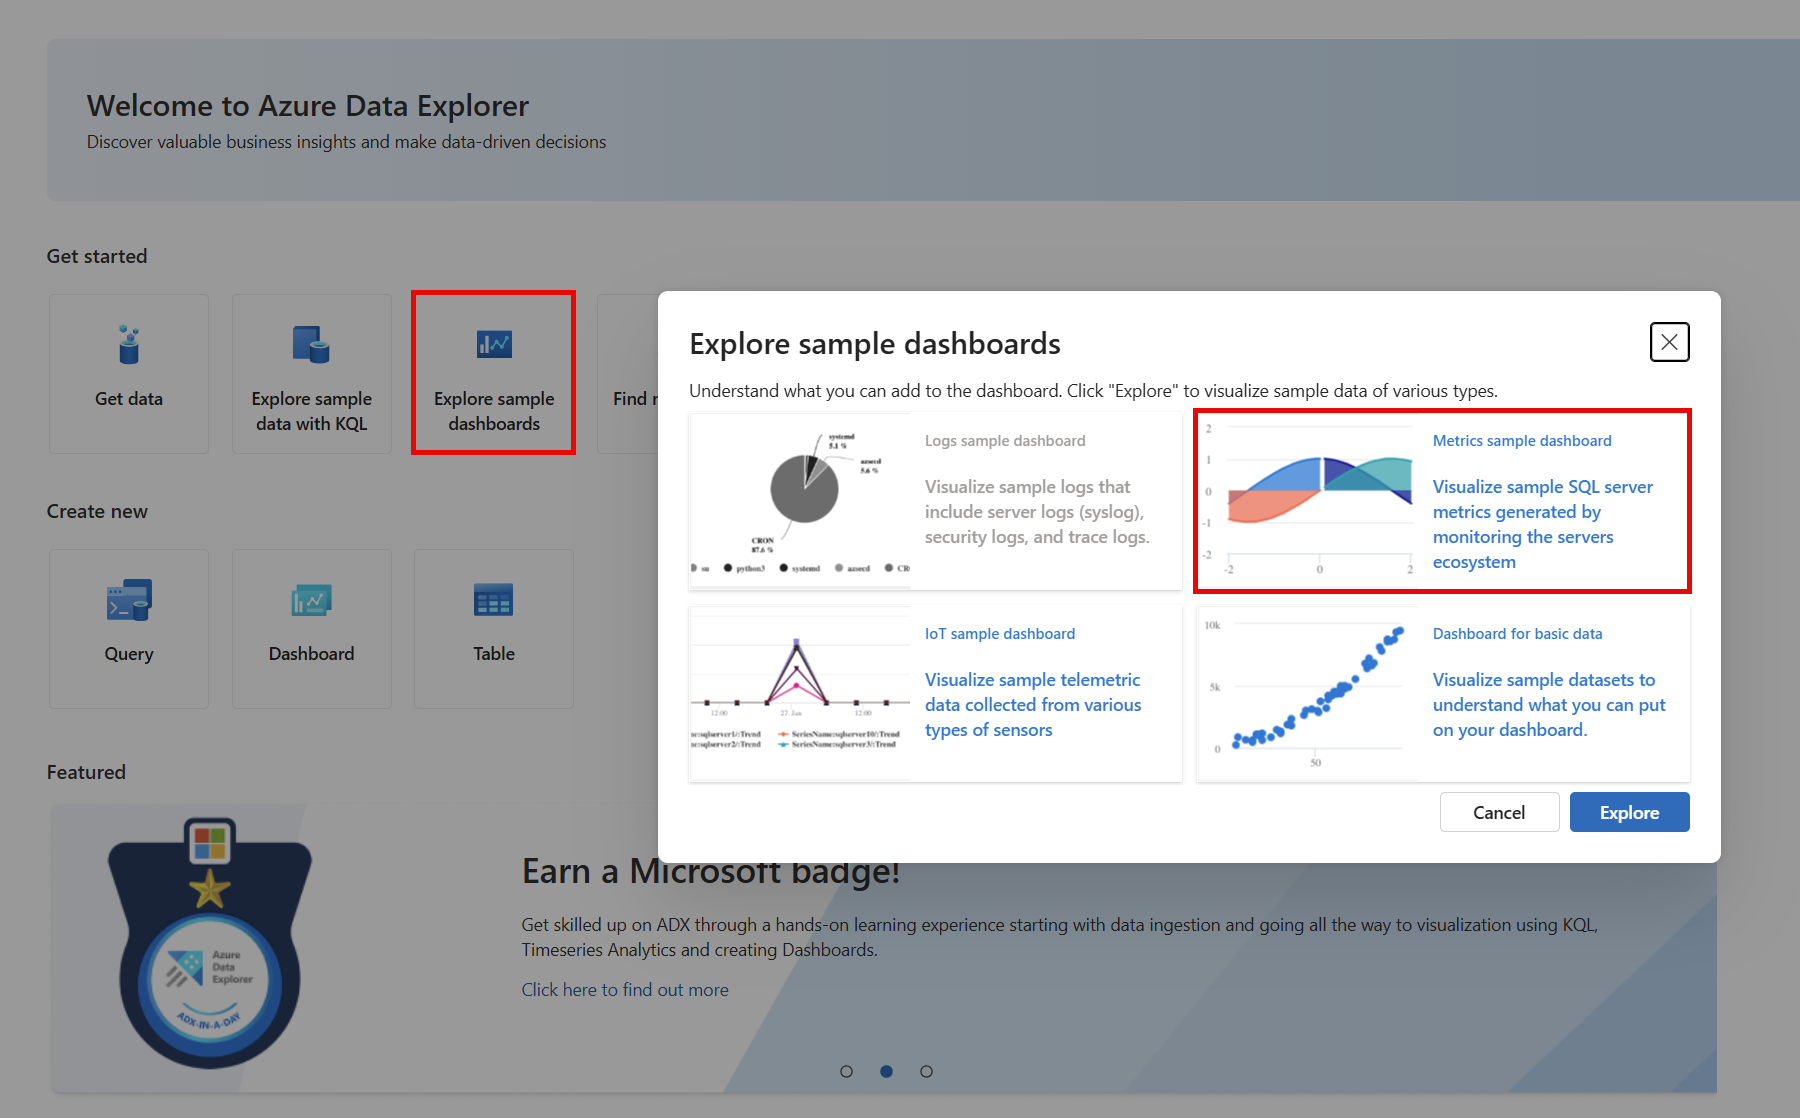 Welcome to Azure Data Explorer
Discover valuable business insights and make data-driven decisions
Get started
Get data
Explore sample
data with KQL
Explore sample
dashboards
Find
Create new
Query
Dashboard
Table
Featured
Azure
Data
Explorer
ADX-IN-A-DAY
Earn a Microsoft badge!
Get skilled up on ADX through a hands-on learning experience starting with data ingestion and going all the way to visualization using KQL,
Timeseries Analytics and creating Dashboards.
Click here to find out more
Explore sample dashboards
Understand what you can add to the dashboard. Click "Explore" to visualize sample data of various types.
systemd
5.1 %
azsecd
5.6 %
CRON
87.6 %
su python3 systemd azsecd CR
Logs sample dashboard
Visualize sample logs that
include server logs (syslog),
security logs, and trace logs.
2
1
0
-1
-2
-2 0 2
Metrics sample dashboard
Visualize sample SQL server
metrics generated by
monitoring the servers
ecosystem
12:00 27. Jan 12:00
ne:sqlserver1/:Trend SeriesName:sqlserver10/:Trend
ne:sqlserver2/:Trend SeriesName:sqlserver3/:Trend
IoT sample dashboard
Visualize sample telemetric
data collected from various
types of sensors
10k
5k
0
50
Dashboard for basic data
Visualize sample datasets to
understand what you can put
on your dashboard.
Cancel
Explore